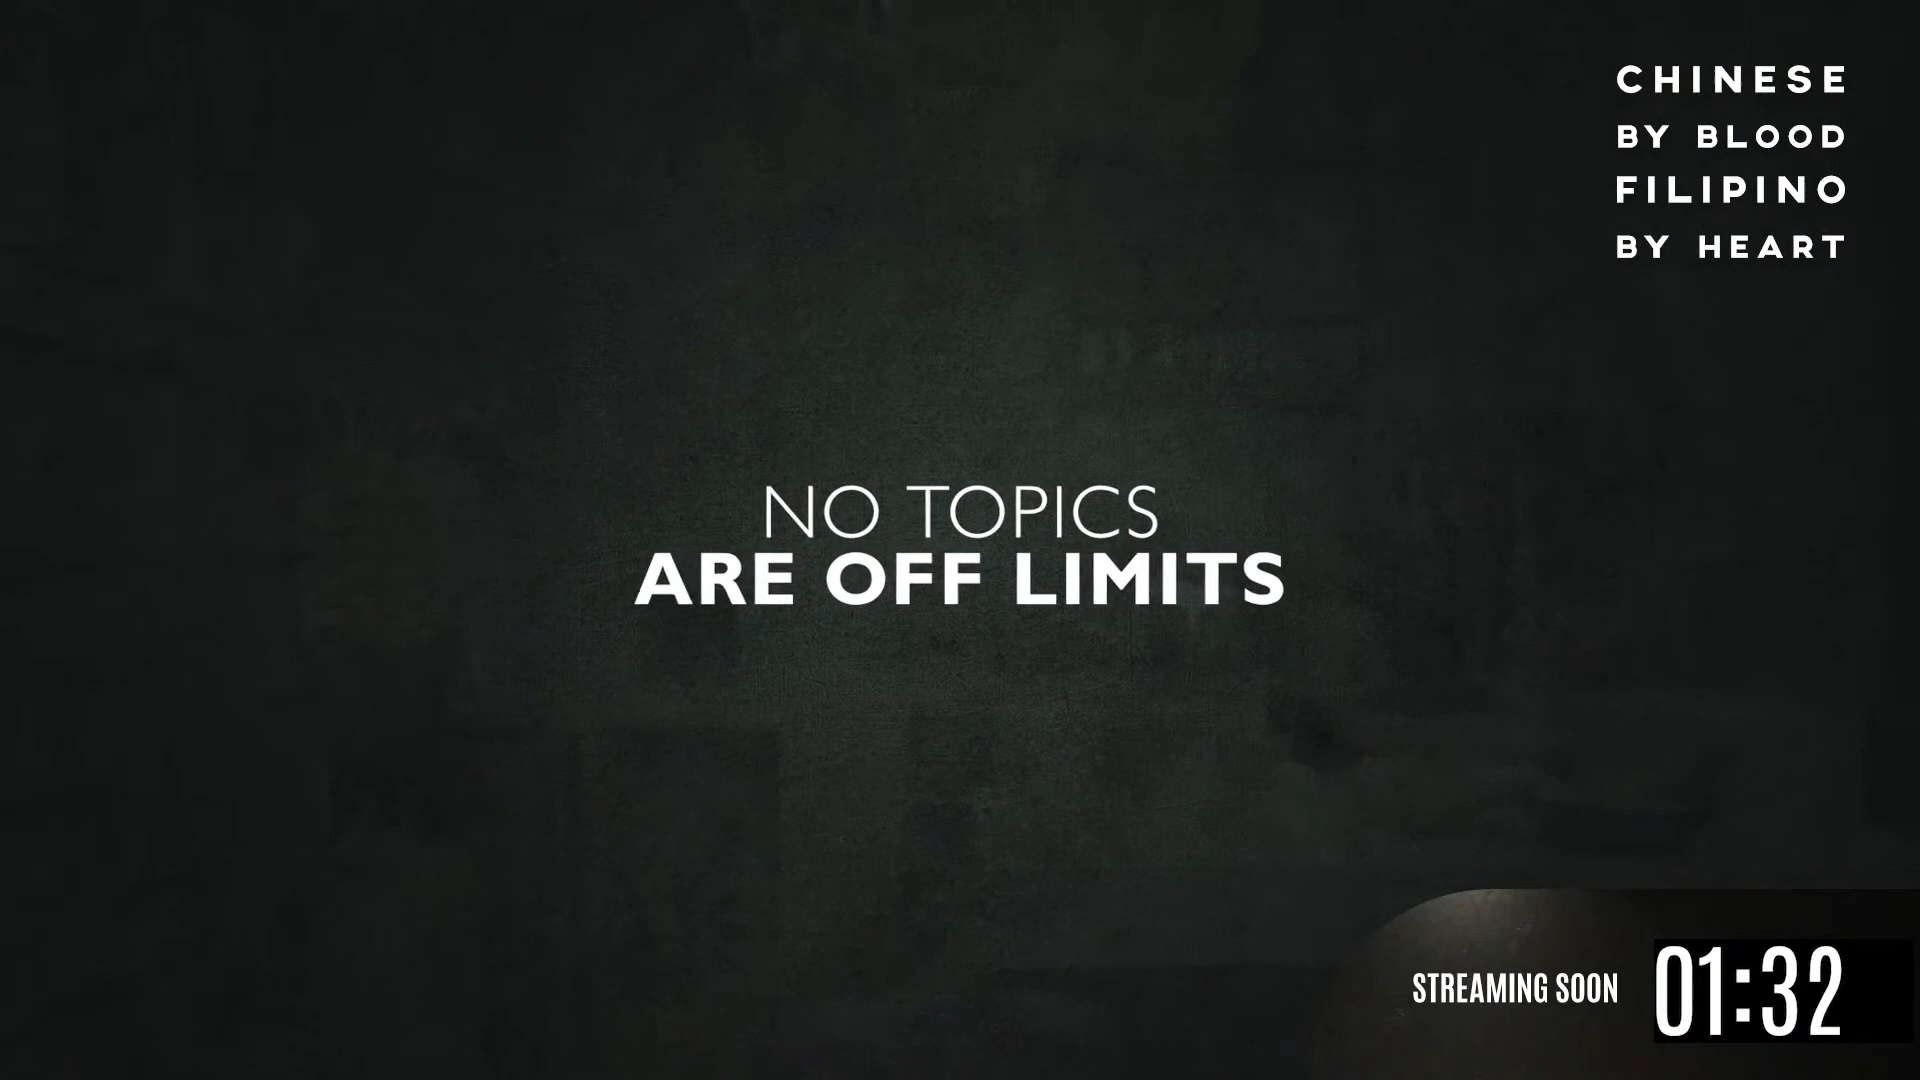 CHINESE
BY BLOOD
FILIPINO
BY HEART
NO TOPICS
ARE OFF LIMITS
STREAMING SOON
01:32